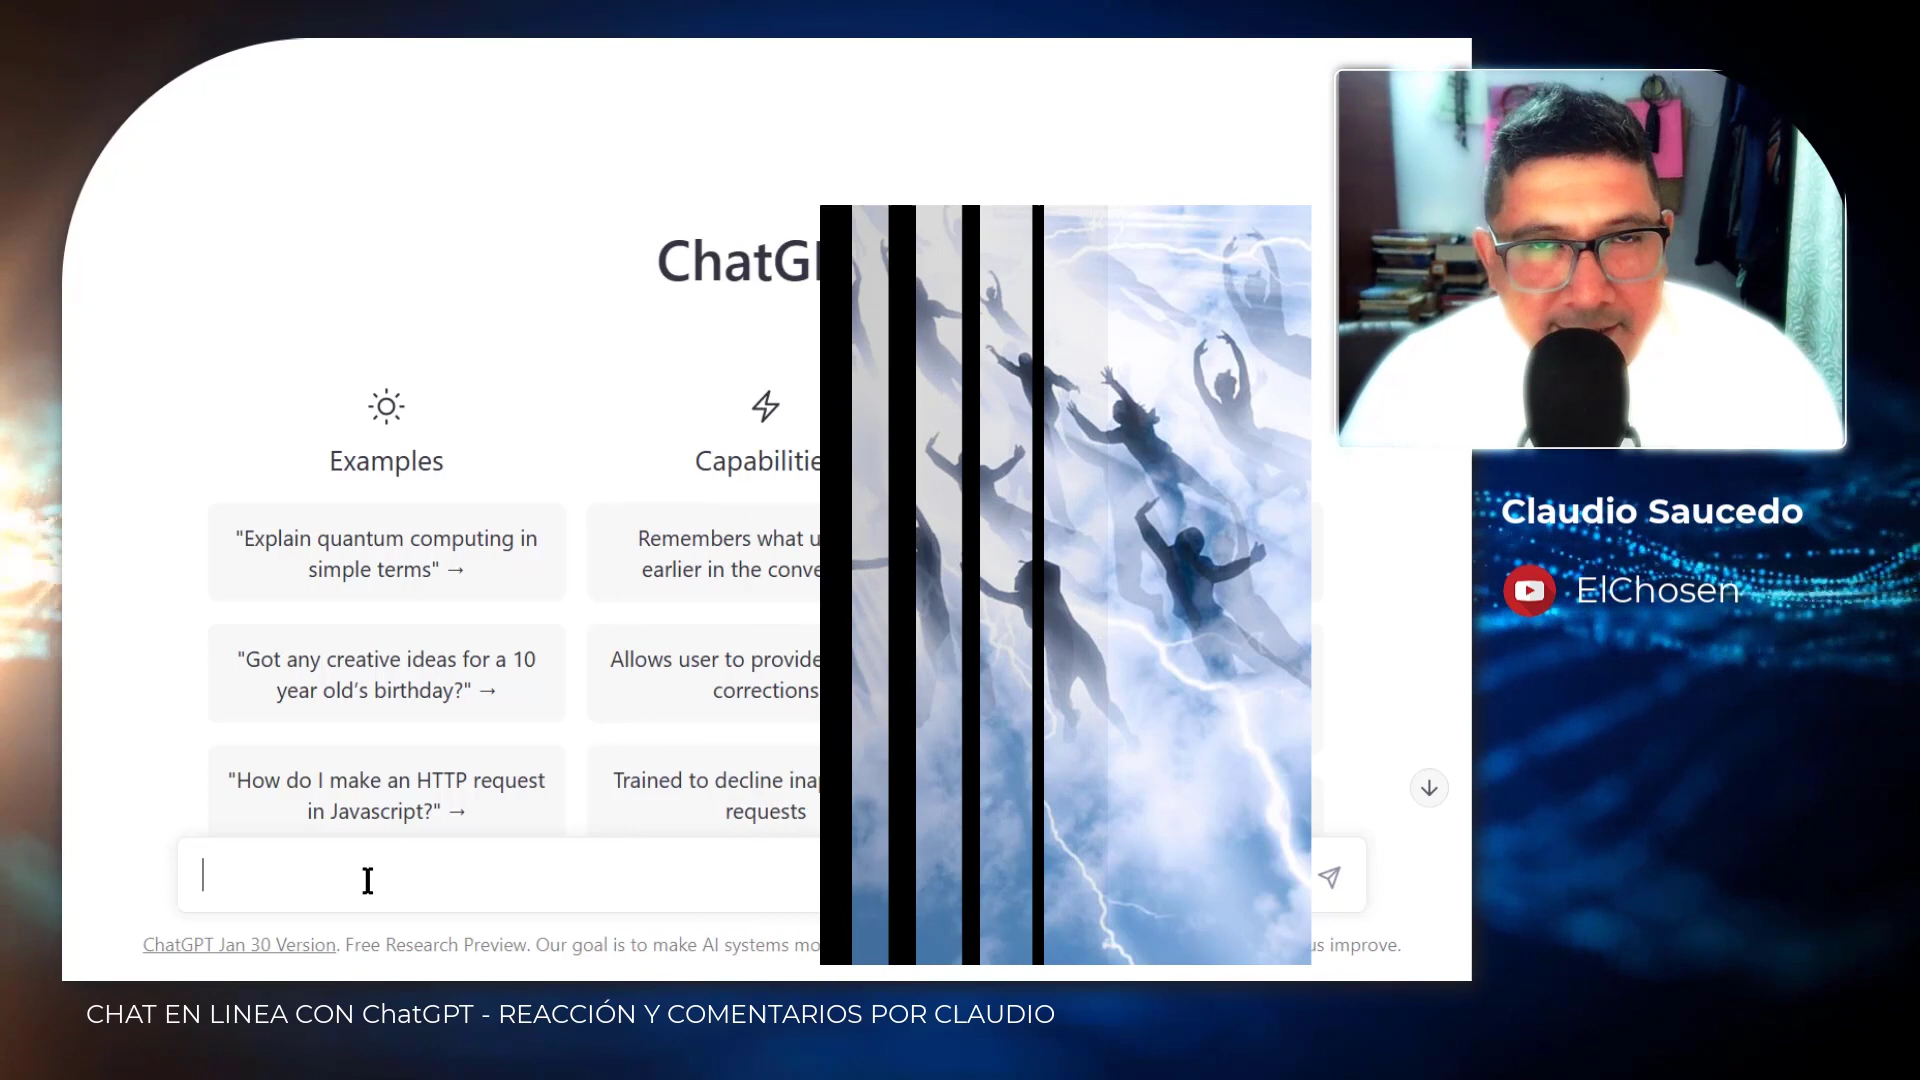 ChatG
Examples
"Explain quantum computing in
simple terms" →
"Got any creative ideas for a 10
year old's birthday?" →
"How do I make an HTTP request
in Javascript?" →
Capabilitie
Remembers what u
earlier in the conve
Allows user to provide
corrections
Trained to decline ina
requests
ChatGPT Jan 30 Version. Free Research Preview. Our goal is to make AI systems mo
us improve.
Claudio Saucedo
ElChosen
CHAT EN LINEA CON ChatGPT - REACCIÓN Y COMENTARIOS POR CLAUDIO